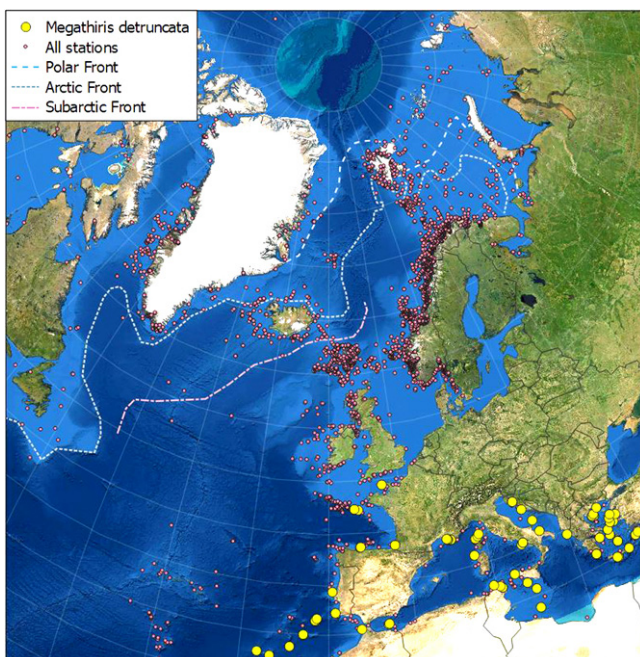 Megathiris detruncata
All stations
Polar Front
Arctic Front
Subarctic Front